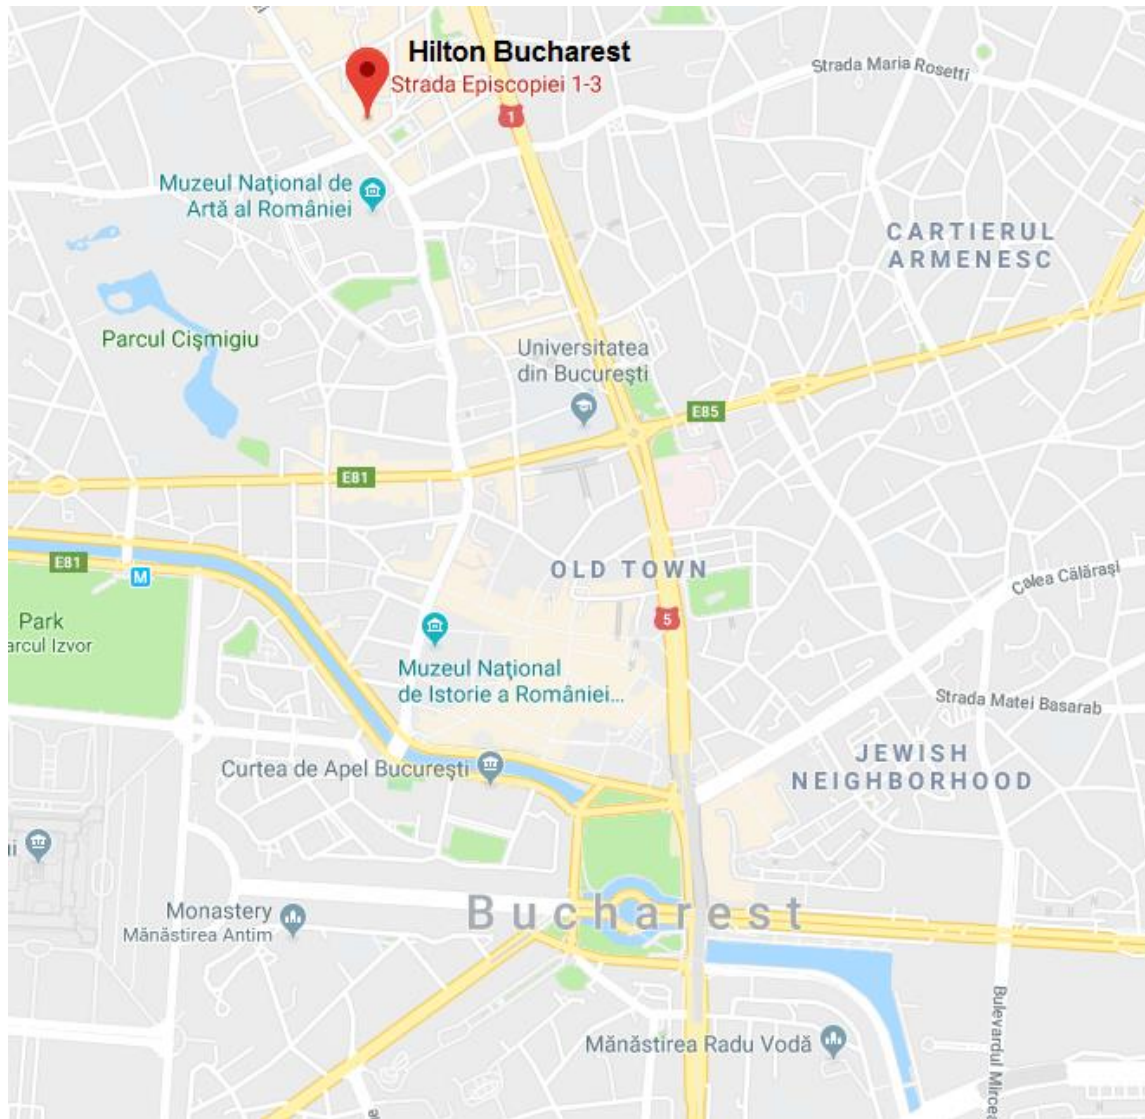 Hilton Bucharest
Strada Episcopiei 1-3
Strada Maria Rosetti
1
Muzeul Național de
Artă al României
CARTIERUL
ARMENESC
Parcul Cișmigiu
Universitatea
din București
E85
E81
E81
M
OLD TOWN
Calea Călărași
5
Park
arcul Izvor
Muzeul Național
de Istorie a României...
Strada Matei Basarab
JEWISH
NEIGHBORHOOD
Curtea de Apel București
Bucharest
Monastery
Mănăstirea Antim
Mănăstirea Radu Vodă
Bulevardul Mircea